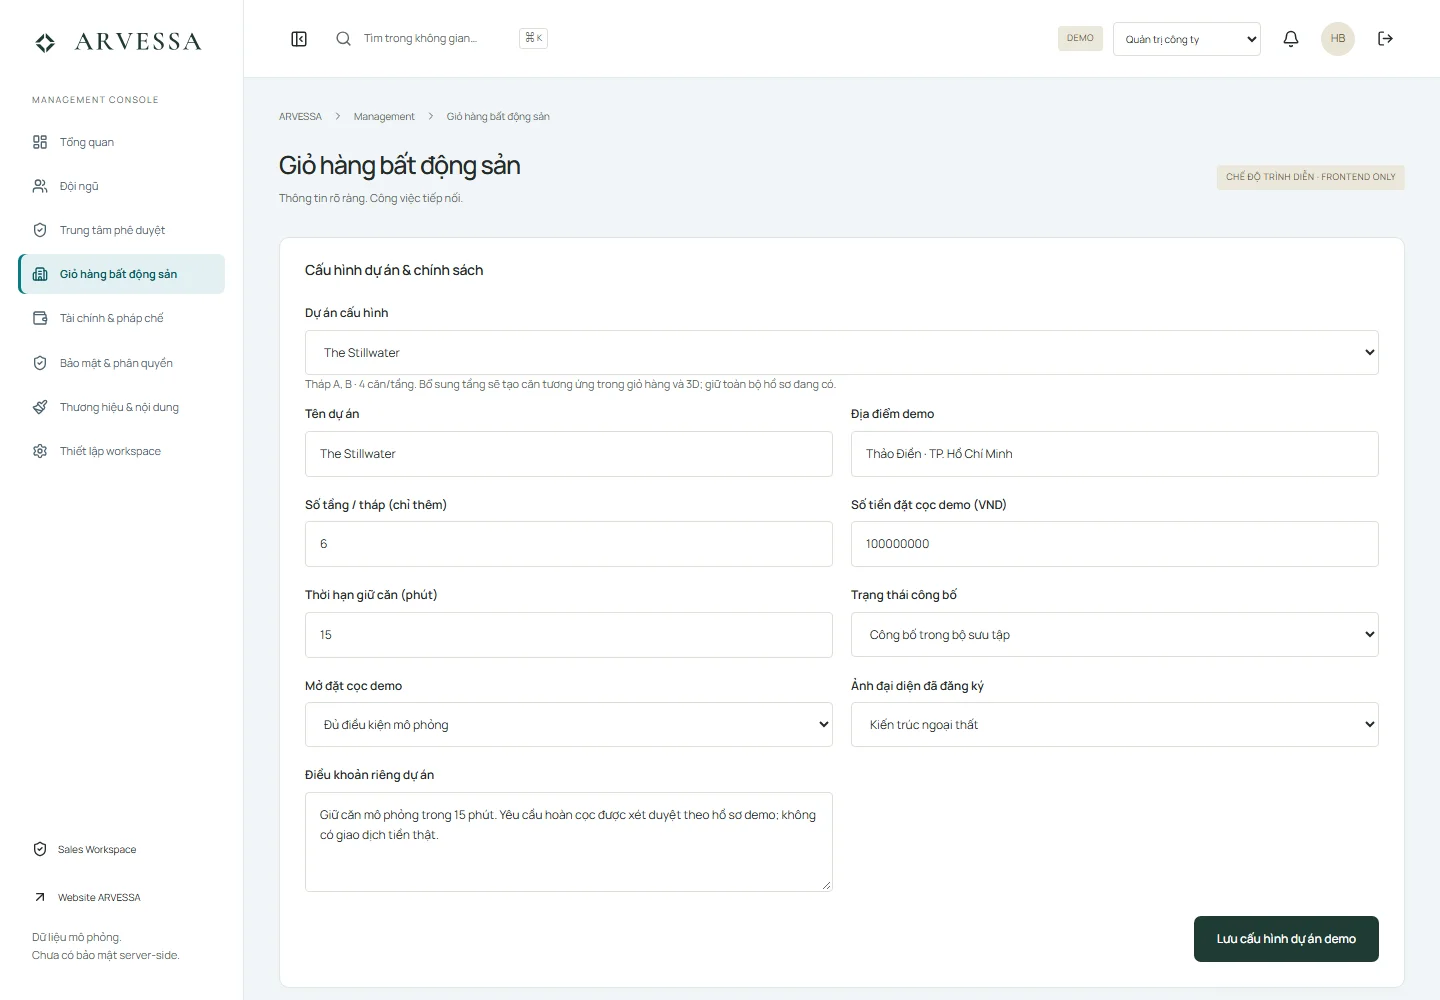 ARVESSA
MANAGEMENT CONSOLE
Tổng quan
Đội ngũ
Trung tâm phê duyệt
Giỏ hàng bất động sản
Tài chính & pháp chế
Bảo mật & phân quyền
Thương hiệu & nội dung
Thiết lập workspace
Sales Workspace
Website ARVESSA
Dữ liệu mô phỏng.
Chưa có bảo mật server-side.
Tìm trong không gian...
⌘ K
DEMO
Quản trị công ty
HB
ARVESSA > Management > Giỏ hàng bất động sản
Giỏ hàng bất động sản
Thông tin rõ ràng. Công việc tiếp nối.
CHẾ ĐỘ TRÌNH DIỄN · FRONTEND ONLY
Cấu hình dự án & chính sách
Dự án cấu hình
The Stillwater
Tháp A, B · 4 căn/tầng. Bổ sung tầng sẽ tạo căn tương ứng trong giỏ hàng và 3D; giữ toàn bộ hồ sơ đang có.
Tên dự án
The Stillwater
Địa điểm demo
Thảo Điền · TP. Hồ Chí Minh
Số tầng / tháp (chỉ thêm)
6
Số tiền đặt cọc demo (VND)
100000000
Thời hạn giữ căn (phút)
15
Trạng thái công bố
Công bố trong bộ sưu tập
Mở đặt cọc demo
Đủ điều kiện mô phỏng
Ảnh đại diện đã đăng ký
Kiến trúc ngoại thất
Điều khoản riêng dự án
Giữ căn mô phỏng trong 15 phút. Yêu cầu hoàn cọc được xét duyệt theo hồ sơ demo; không
có giao dịch tiền thật.
Lưu cấu hình dự án demo